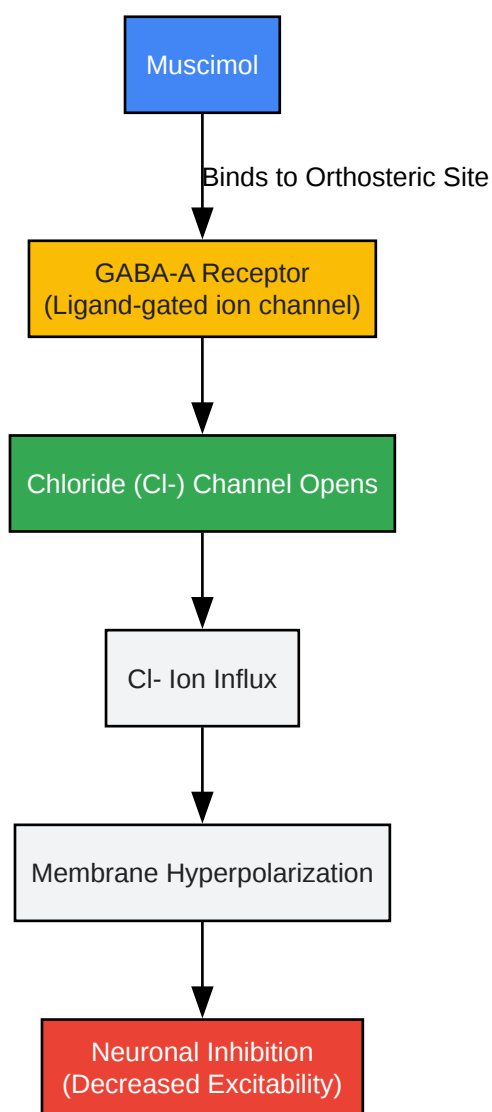 Muscimol
Binds to Orthosteric Site
GABA-A Receptor
(Ligand-gated ion channel)
Chloride (Cl-) Channel Opens
Cl- Ion Influx
Membrane Hyperpolarization
Neuronal Inhibition
(Decreased Excitability)